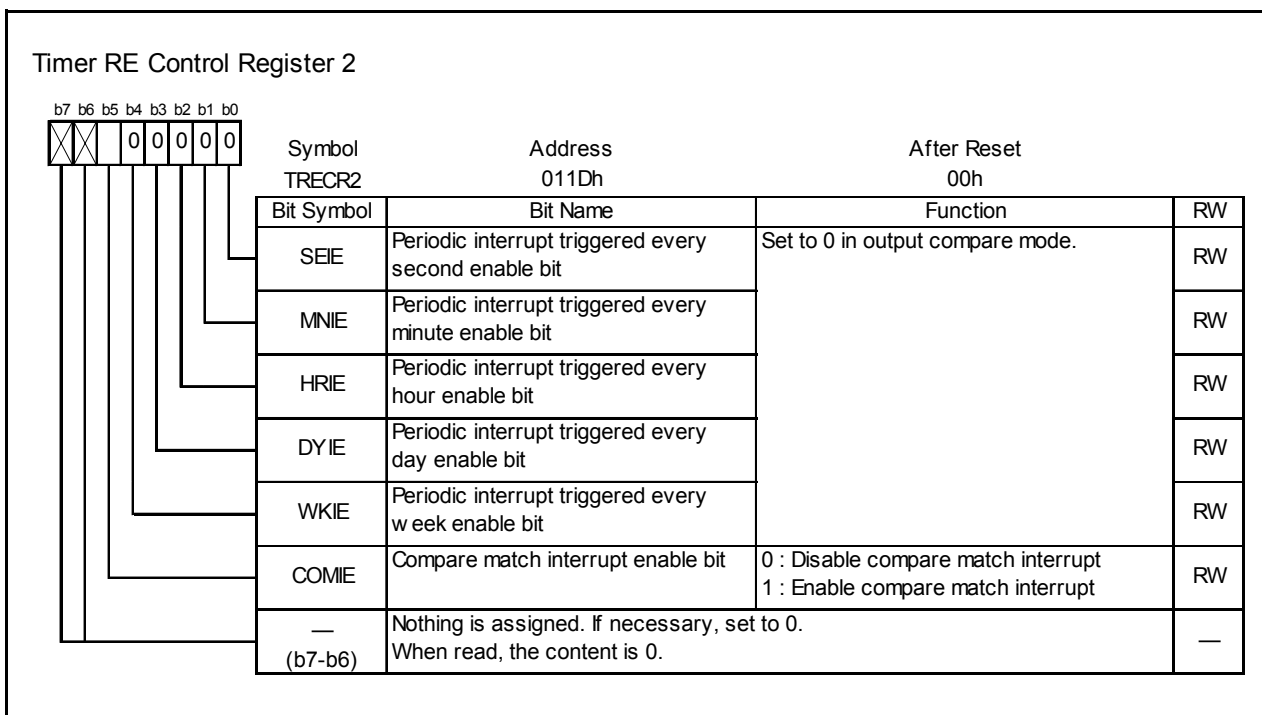 Timer RE Control Register 2
b7 b6 b5 b4 b3 b2 b1 b0
0 0 0 0 0
Symbol Address After Reset
TRECR2 011Dh 00h
Bit Symbol Bit Name Function RW
SEIE Periodic interrupt triggered every second enable bit Set to 0 in output compare mode. RW
MNIE Periodic interrupt triggered every minute enable bit RW
HRIE Periodic interrupt triggered every hour enable bit RW
DYIE Periodic interrupt triggered every day enable bit RW
WKIE Periodic interrupt triggered every week enable bit RW
COMIE Compare match interrupt enable bit 0 : Disable compare match interrupt 1 : Enable compare match interrupt RW
— (b7-b6) Nothing is assigned. If necessary, set to 0. When read, the content is 0. —